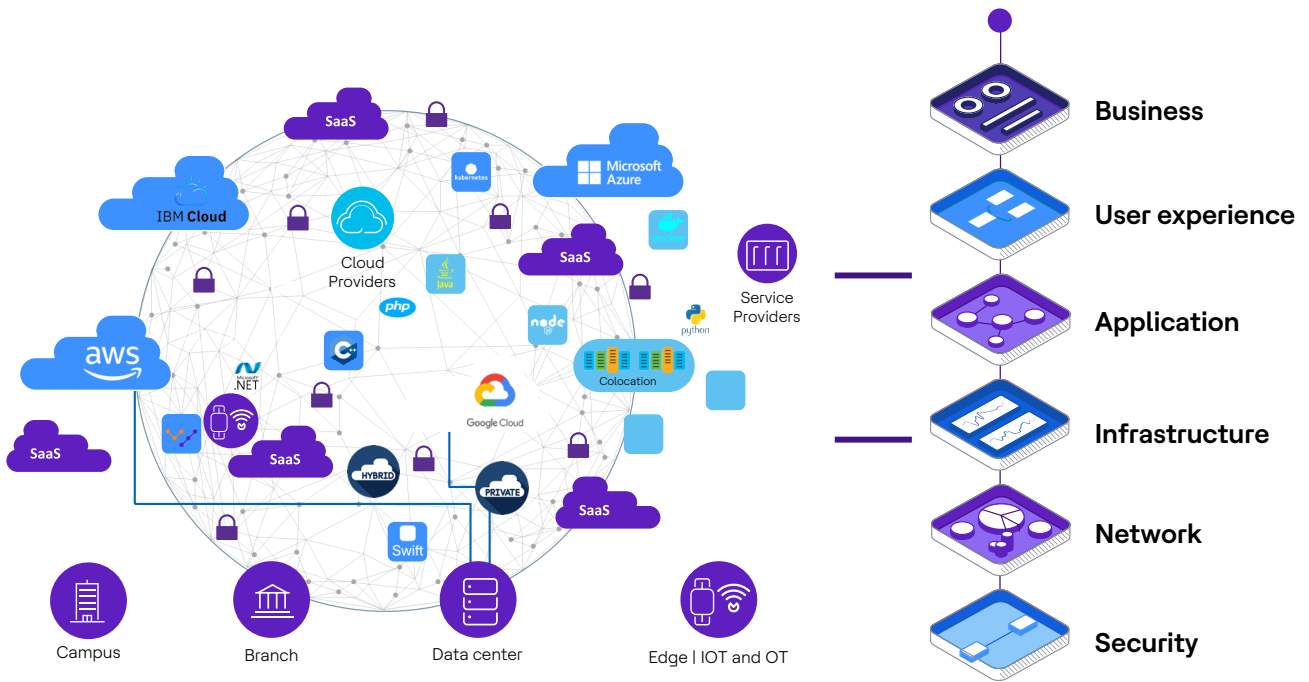 SaaS
kubernetes
Microsoft
Azure
IBM Cloud
docker
Cloud
Providers
SaaS
Java
Service
Providers
php
node
python
C++
aws
Microsoft
.NET
Colocation
Google Cloud
SaaS
SaaS
HYBRID
PRIVATE
SaaS
Swift
Campus
Branch
Data center
Edge | IOT and OT
Business
User experience
Application
Infrastructure
Network
Security